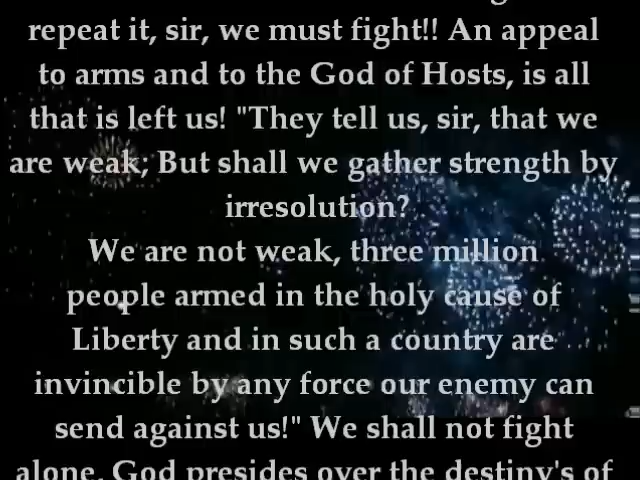 repeat it, sir, we must fight!! An appeal
to arms and to the God of Hosts, is all
that is left us! "They tell us, sir, that we
are weak; But shall we gather strength by
irresolution?
We are not weak, three million
people armed in the holy cause of
Liberty and in such a country are
invincible by any force our enemy can
send against us!" We shall not fight
alone. God presides over the destiny's of